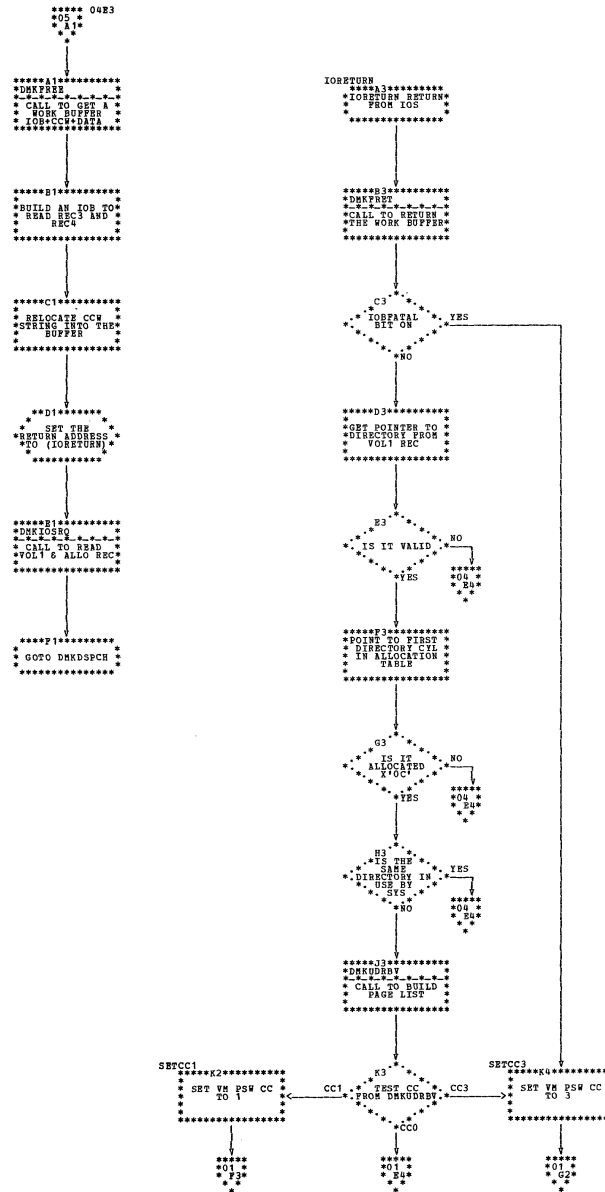 04E3
05
A1
A1
DMKFREE
CALL TO GET A
WORK BUFFER
IOB+CCW+DATA
B1
BUILD AN IOB TO
READ REC3 AND
REC4
C1
RELOCATE CCW
STRING INTO THE
BUFFER
D1
SET THE
RETURN ADDRESS
TO (IORETURN)
E1
DMKIOSRQ
CALL TO READ
VOL1 & ALLO REC
F1
GOTO DMKDSPCH
IORETURN
A3
IORETURN RETURN
FROM IOS
B3
DMKFRET
CALL TO RETURN
THE WORK BUFFER
C3
IOBFATAL
BIT ON
YES
NO
D3
GET POINTER TO
DIRECTORY FROM
VOL1 REC
E3
IS IT VALID
NO
04
E4
YES
F3
POINT TO FIRST
DIRECTORY CYL
IN ALLOCATION
TABLE
G3
IS IT
ALLOCATED
X'0C'
NO
04
E4
YES
H3
IS THE
SAME
DIRECTORY IN
USE BY
SYS
YES
04
E4
NO
J3
DMKUDRBV
CALL TO BUILD
PAGE LIST
SETCC1
K2
SET VM PSW CC
TO 1
CC1
K3
TEST CC
FROM DMKUDRBV
CC3
CC0
SETCC3
K4
SET VM PSW CC
TO 3
01
F3
01
E4
01
G2